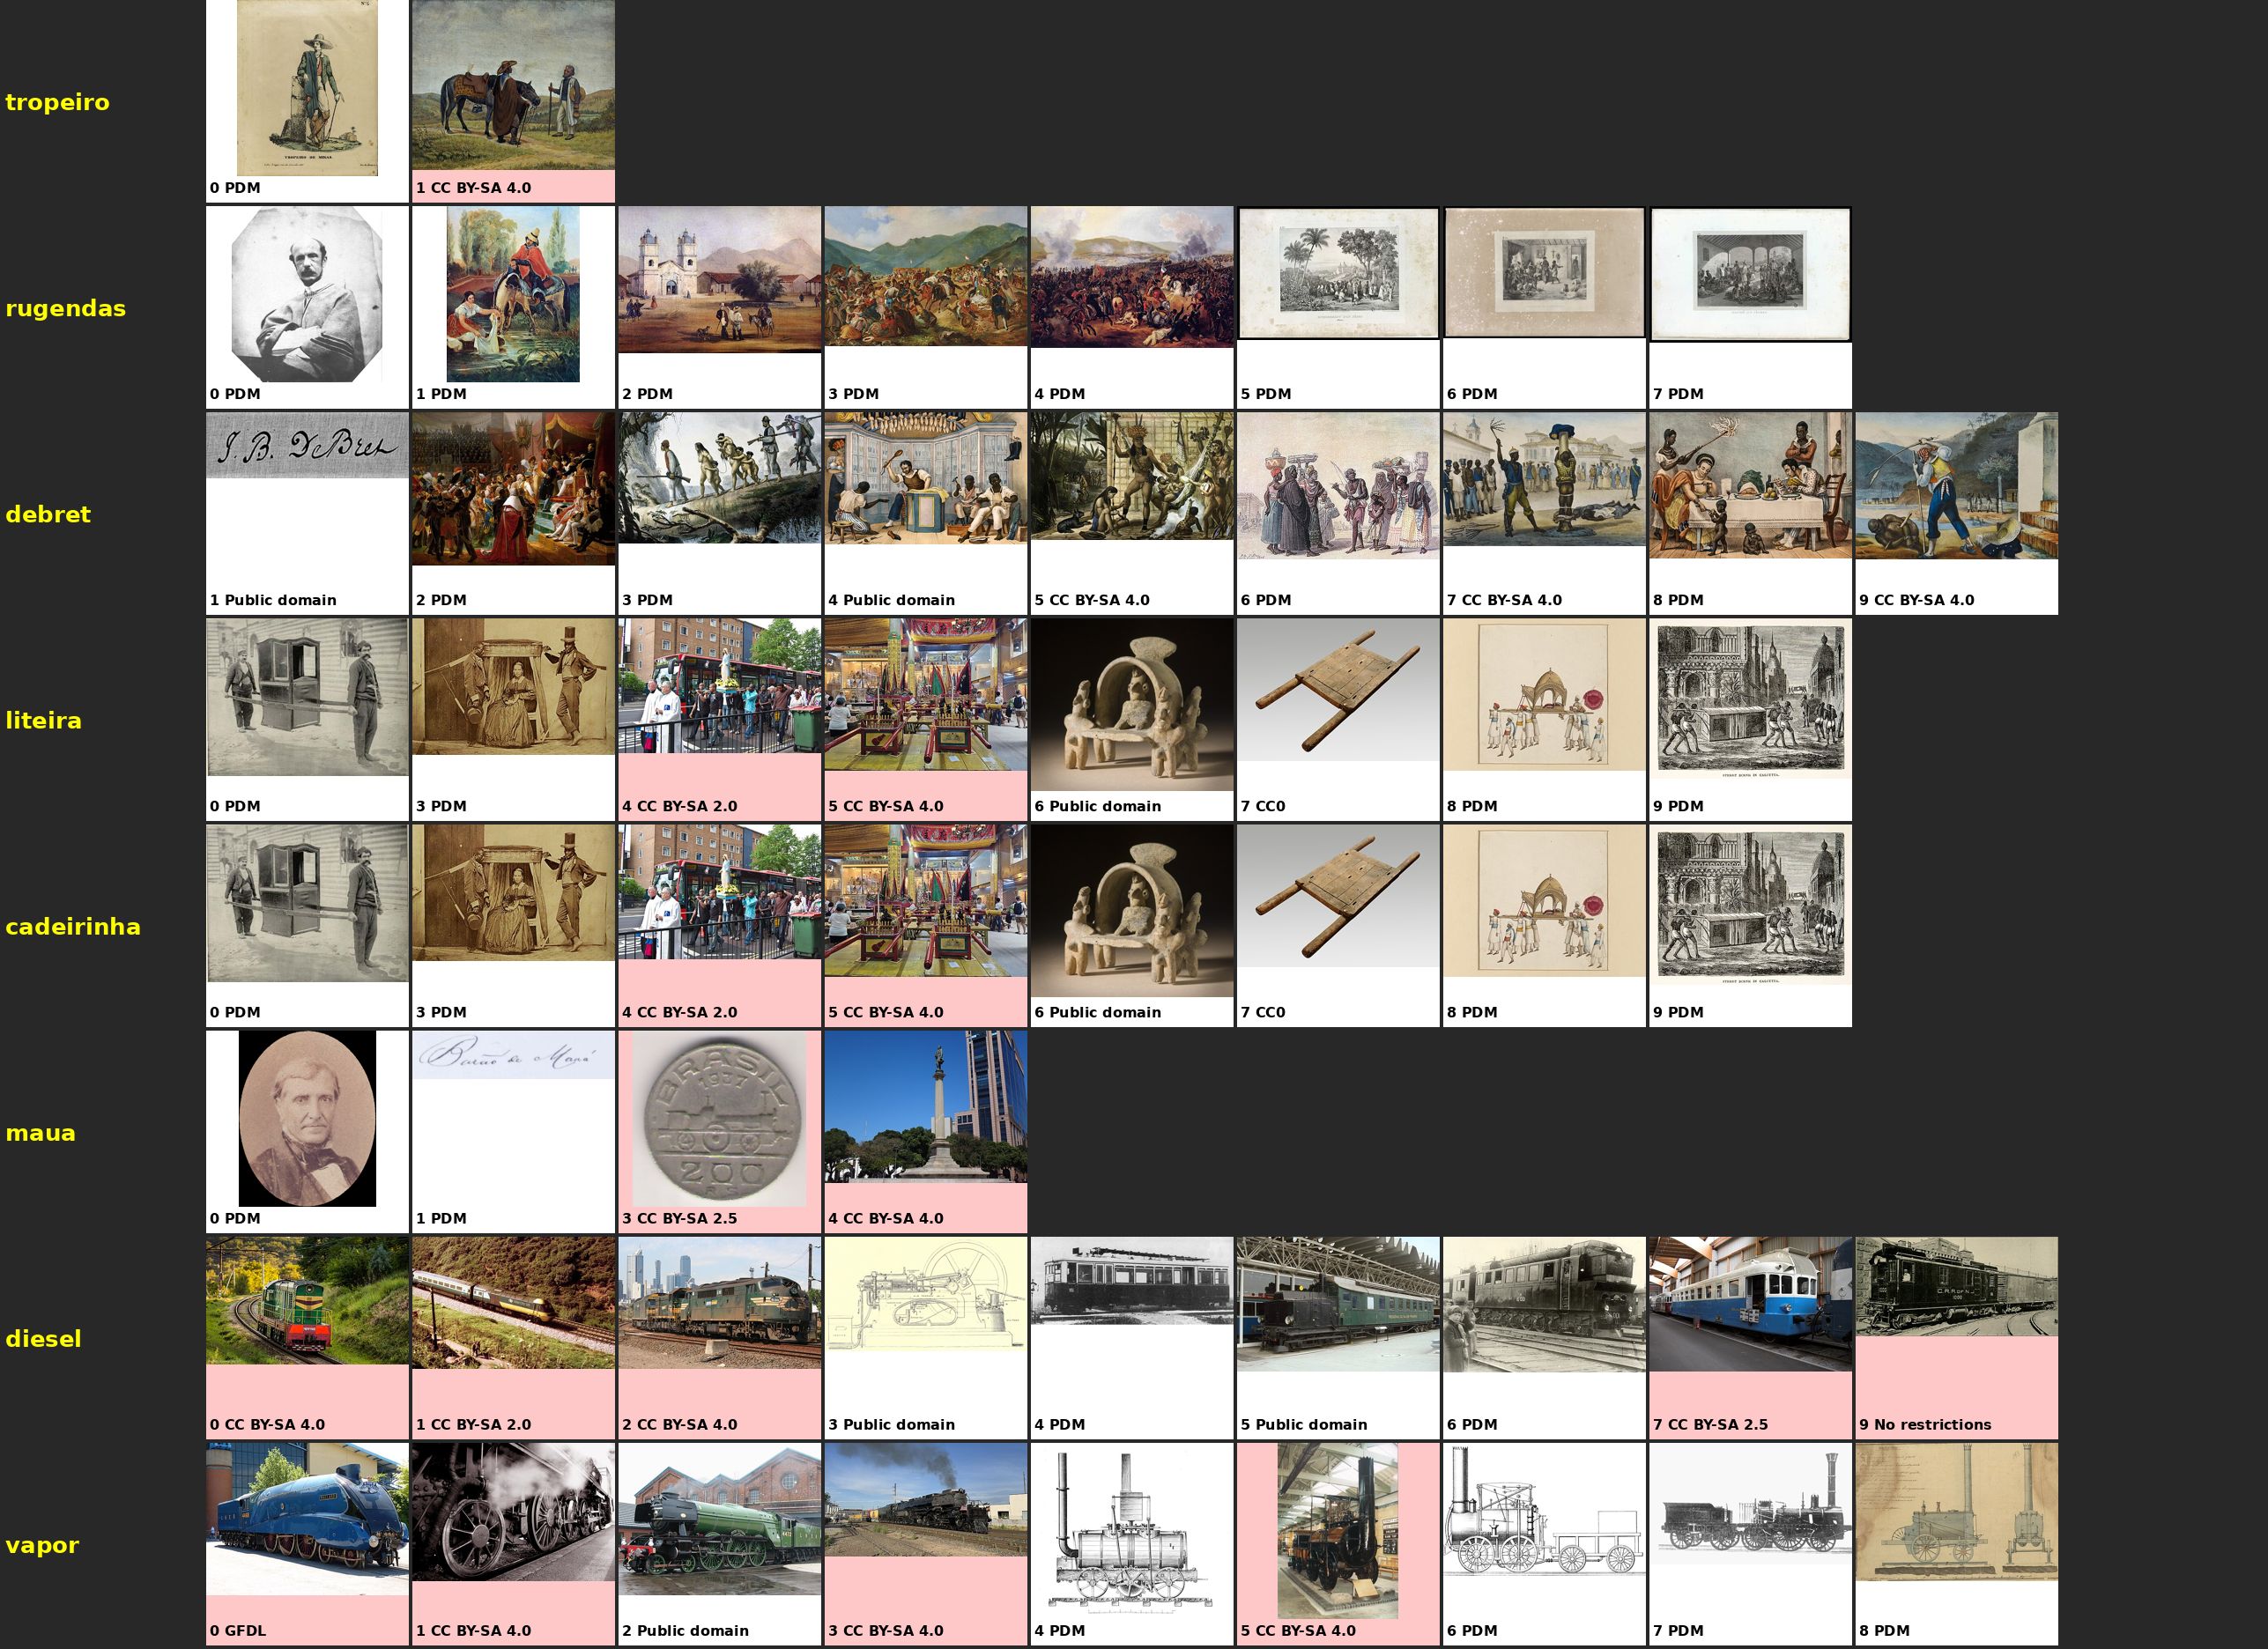 tropeiro
TROPEIRO DE MINAS
0 PDM
1 CC BY-SA 4.0
rugendas
0 PDM
1 PDM
2 PDM
3 PDM
4 PDM
5 PDM
6 PDM
7 PDM
debret
J. B. DeBret
1 Public domain
2 PDM
3 PDM
4 Public domain
5 CC BY-SA 4.0
6 PDM
7 CC BY-SA 4.0
8 PDM
9 CC BY-SA 4.0
liteira
0 PDM
3 PDM
4 CC BY-SA 2.0
5 CC BY-SA 4.0
6 Public domain
7 CC0
8 PDM
9 PDM
cadeirinha
0 PDM
3 PDM
4 CC BY-SA 2.0
5 CC BY-SA 4.0
6 Public domain
7 CC0
8 PDM
9 PDM
maua
Barão de Mauá
BRASIL
1937
200
RS
0 PDM
1 PDM
3 CC BY-SA 2.5
4 CC BY-SA 4.0
diesel
0 CC BY-SA 4.0
1 CC BY-SA 2.0
2 CC BY-SA 4.0
3 Public domain
4 PDM
5 Public domain
6 PDM
7 CC BY-SA 2.5
9 No restrictions
vapor
0 GFDL
1 CC BY-SA 4.0
2 Public domain
3 CC BY-SA 4.0
4 PDM
5 CC BY-SA 4.0
6 PDM
7 PDM
8 PDM